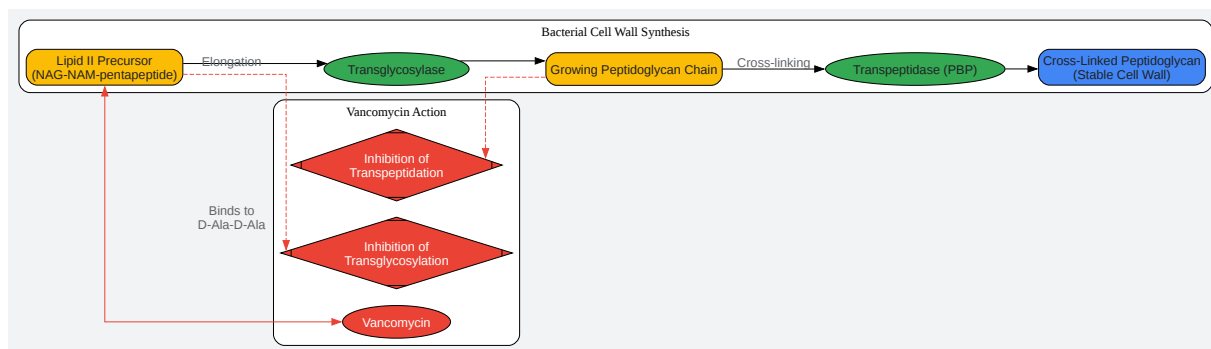 Bacterial Cell Wall Synthesis
Lipid II Precursor
(NAG-NAM-pentapeptide)
Elongation
Transglycosylase
Growing Peptidoglycan Chain
Cross-linking
Transpeptidase (PBP)
Cross-Linked Peptidoglycan
(Stable Cell Wall)
Vancomycin Action
Inhibition of
Transpeptidation
Binds to
D-Ala-D-Ala
Inhibition of
Transglycosylation
Vancomycin